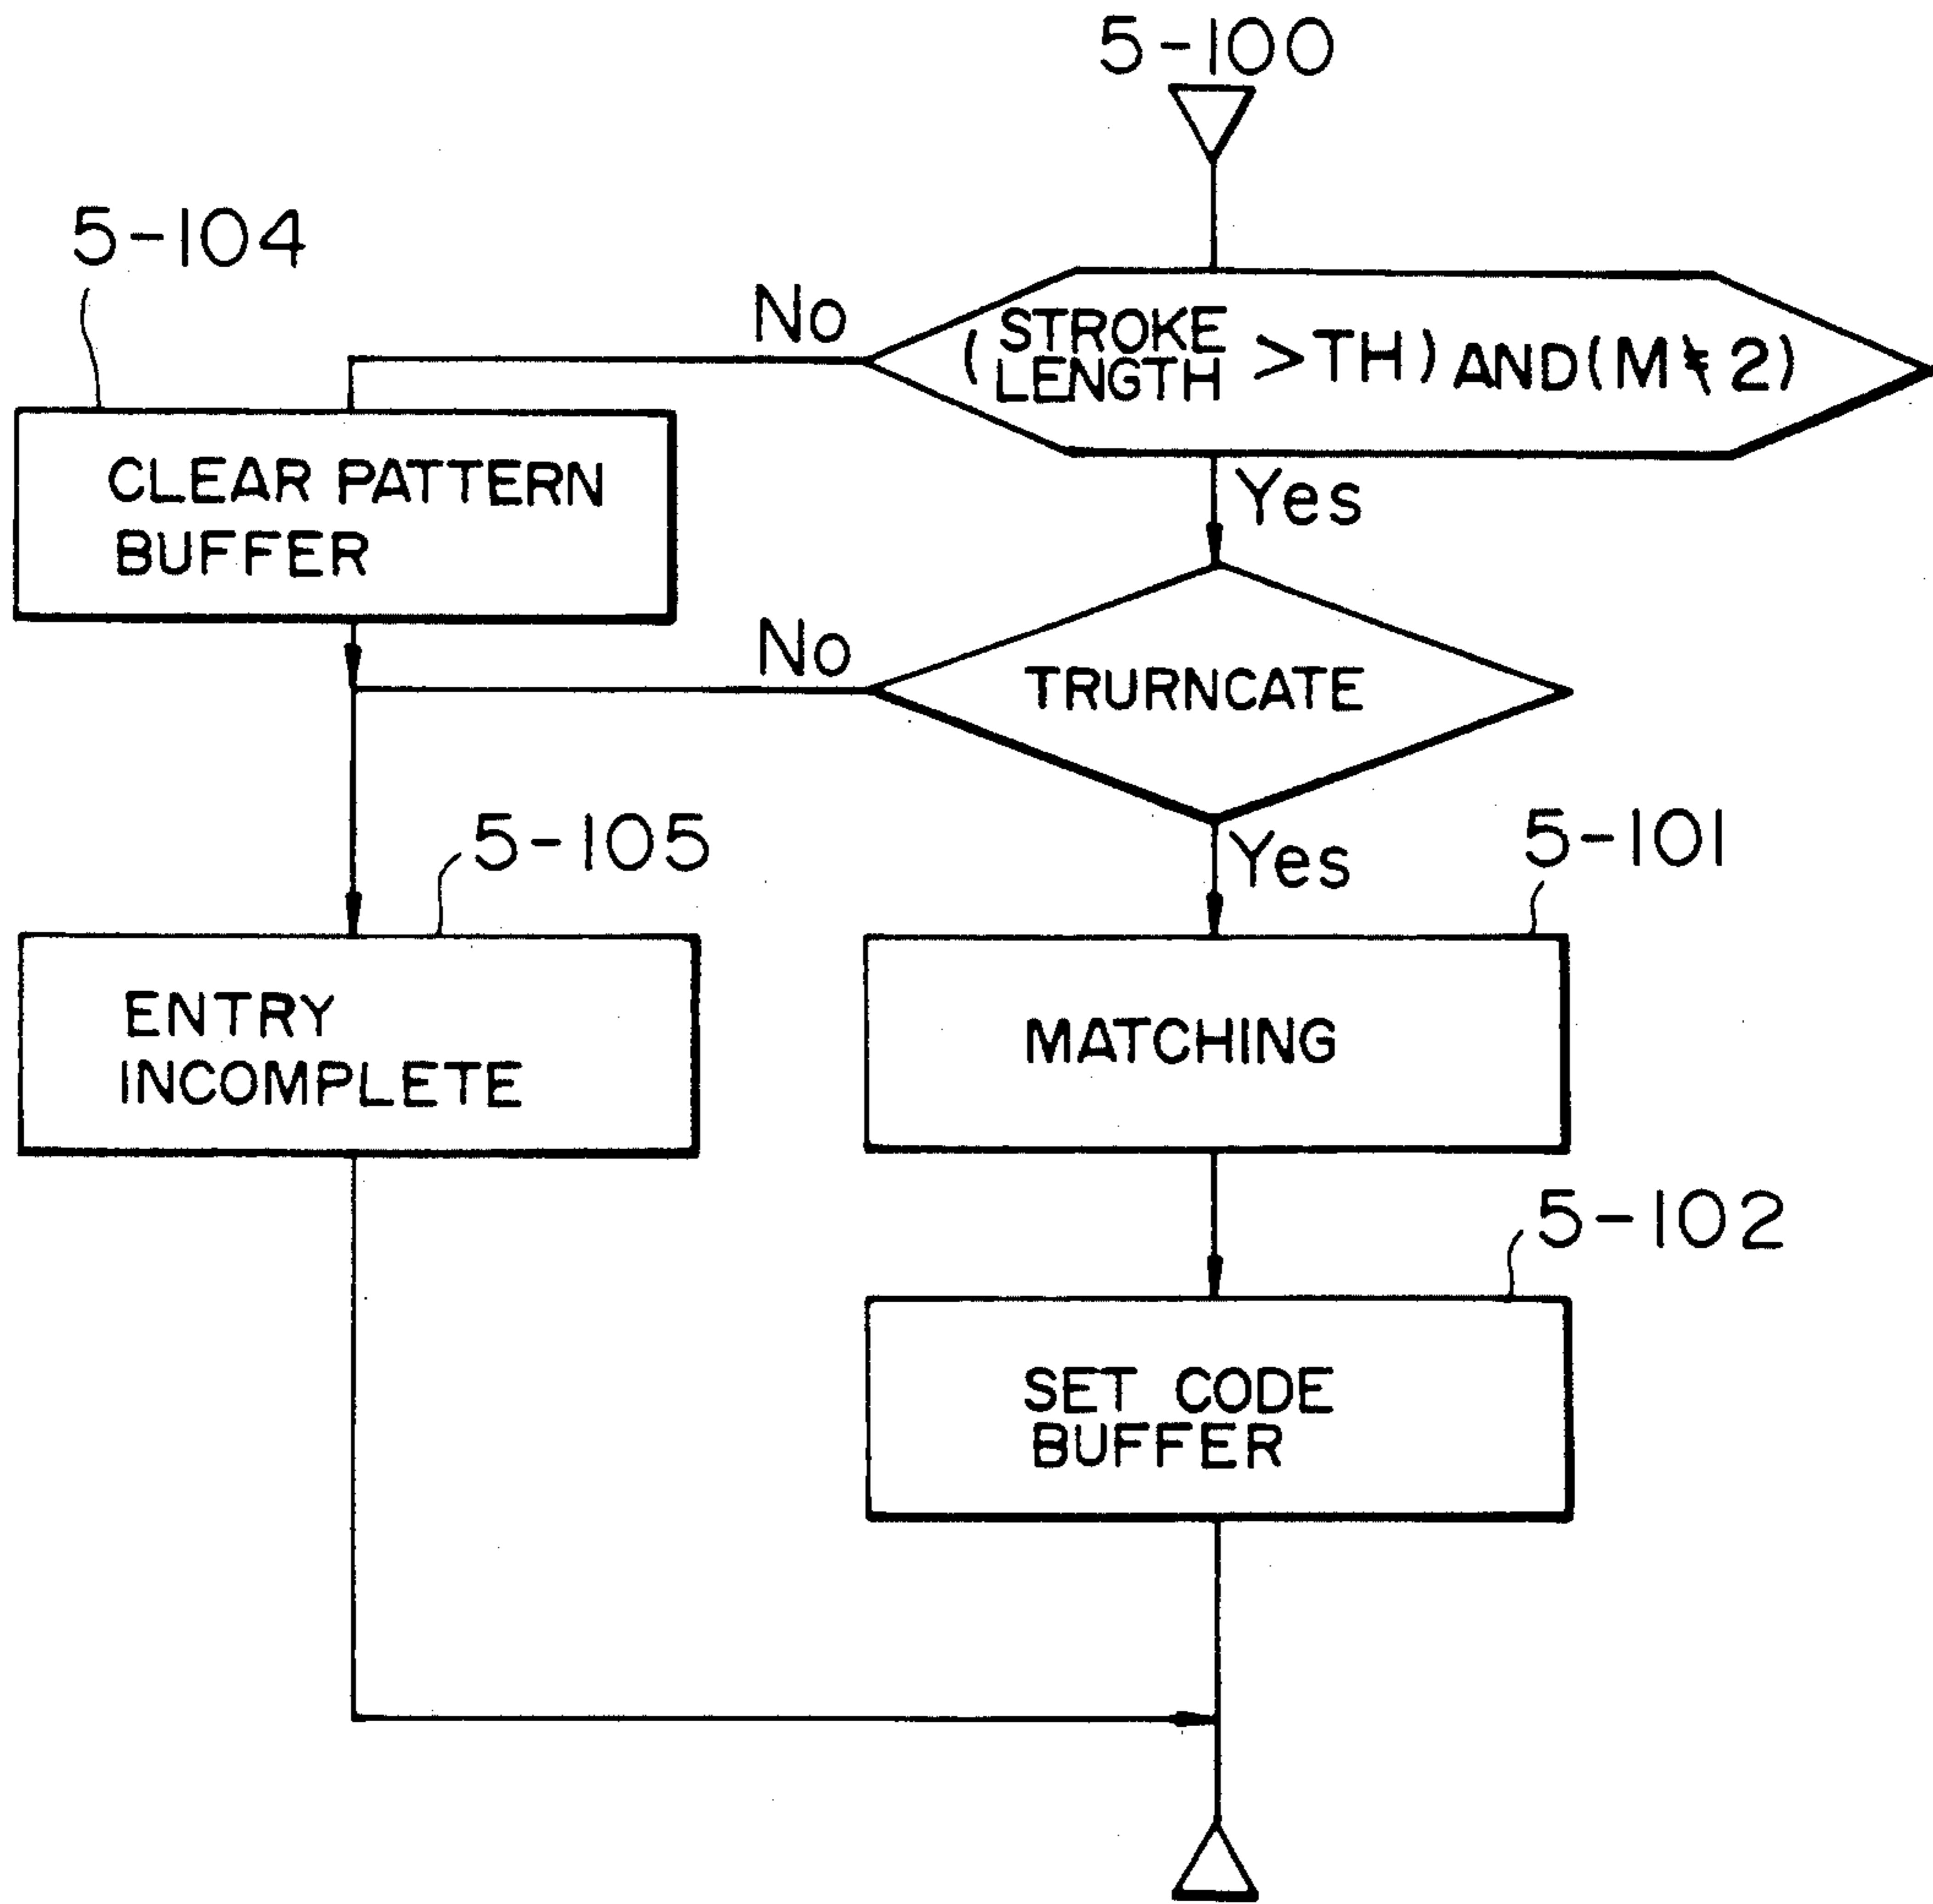 5-100
5-104
No
(STROKE
LENGTH > TH) AND (M ≠ 2)
CLEAR PATTERN
BUFFER
Yes
No
TRURNCATE
5-105
Yes
5-101
ENTRY
INCOMPLETE
MATCHING
5-102
SET CODE
BUFFER